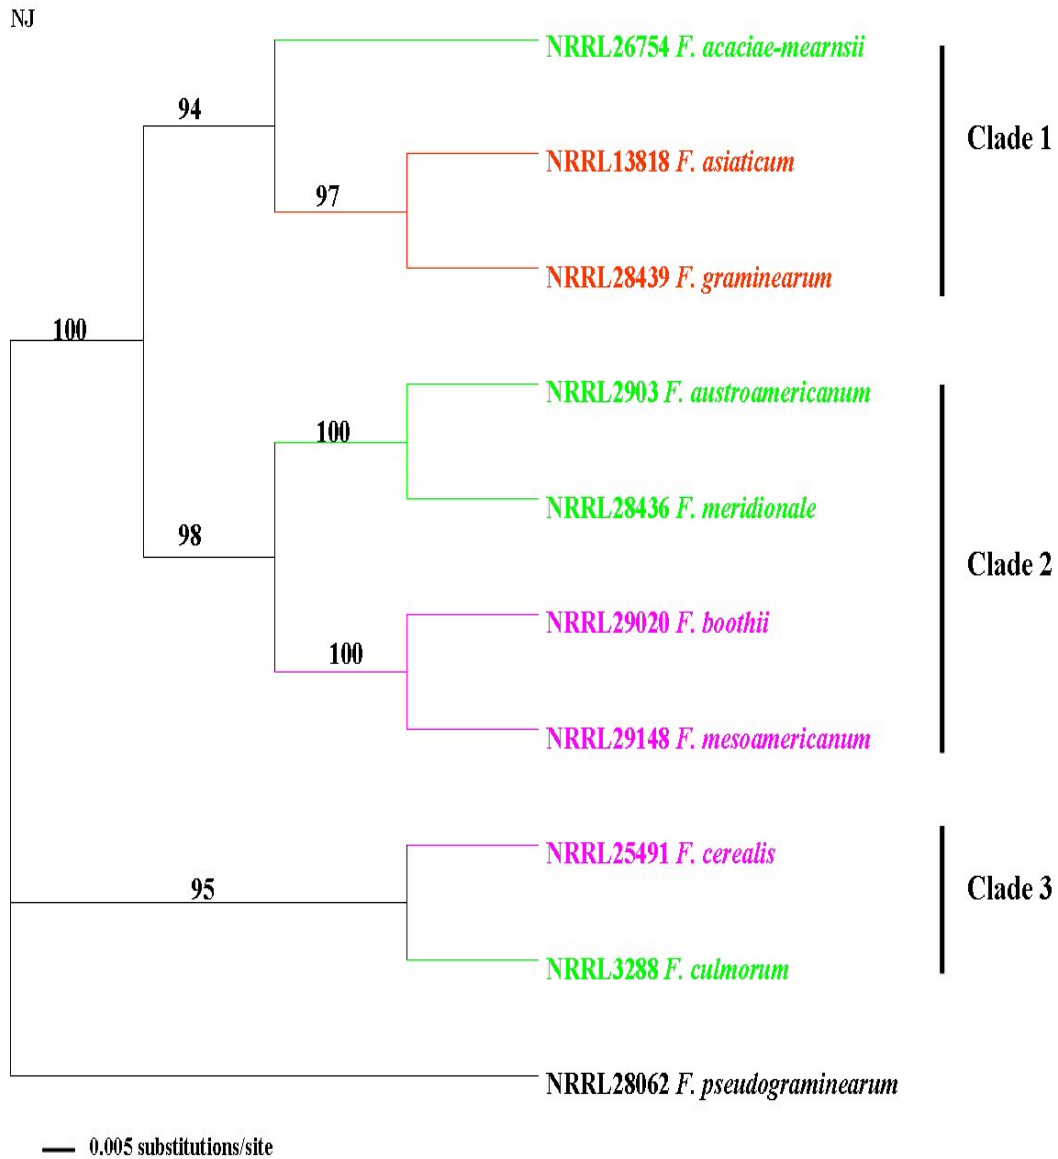 NJ
NRRL26754 F. acaciae-mearnsii
94
Clade 1
NRRL13818 F. asiaticum
97
NRRL28439 F. graminearum
100
NRRL2903 F. austroamericanum
100
NRRL28436 F. meridionale
98
Clade 2
NRRL29020 F. boothii
100
NRRL29148 F. mesoamericanum
NRRL25491 F. cerealis
95
Clade 3
NRRL3288 F. culmorum
NRRL28062 F. pseudograminearum
0.005 substitutions/site